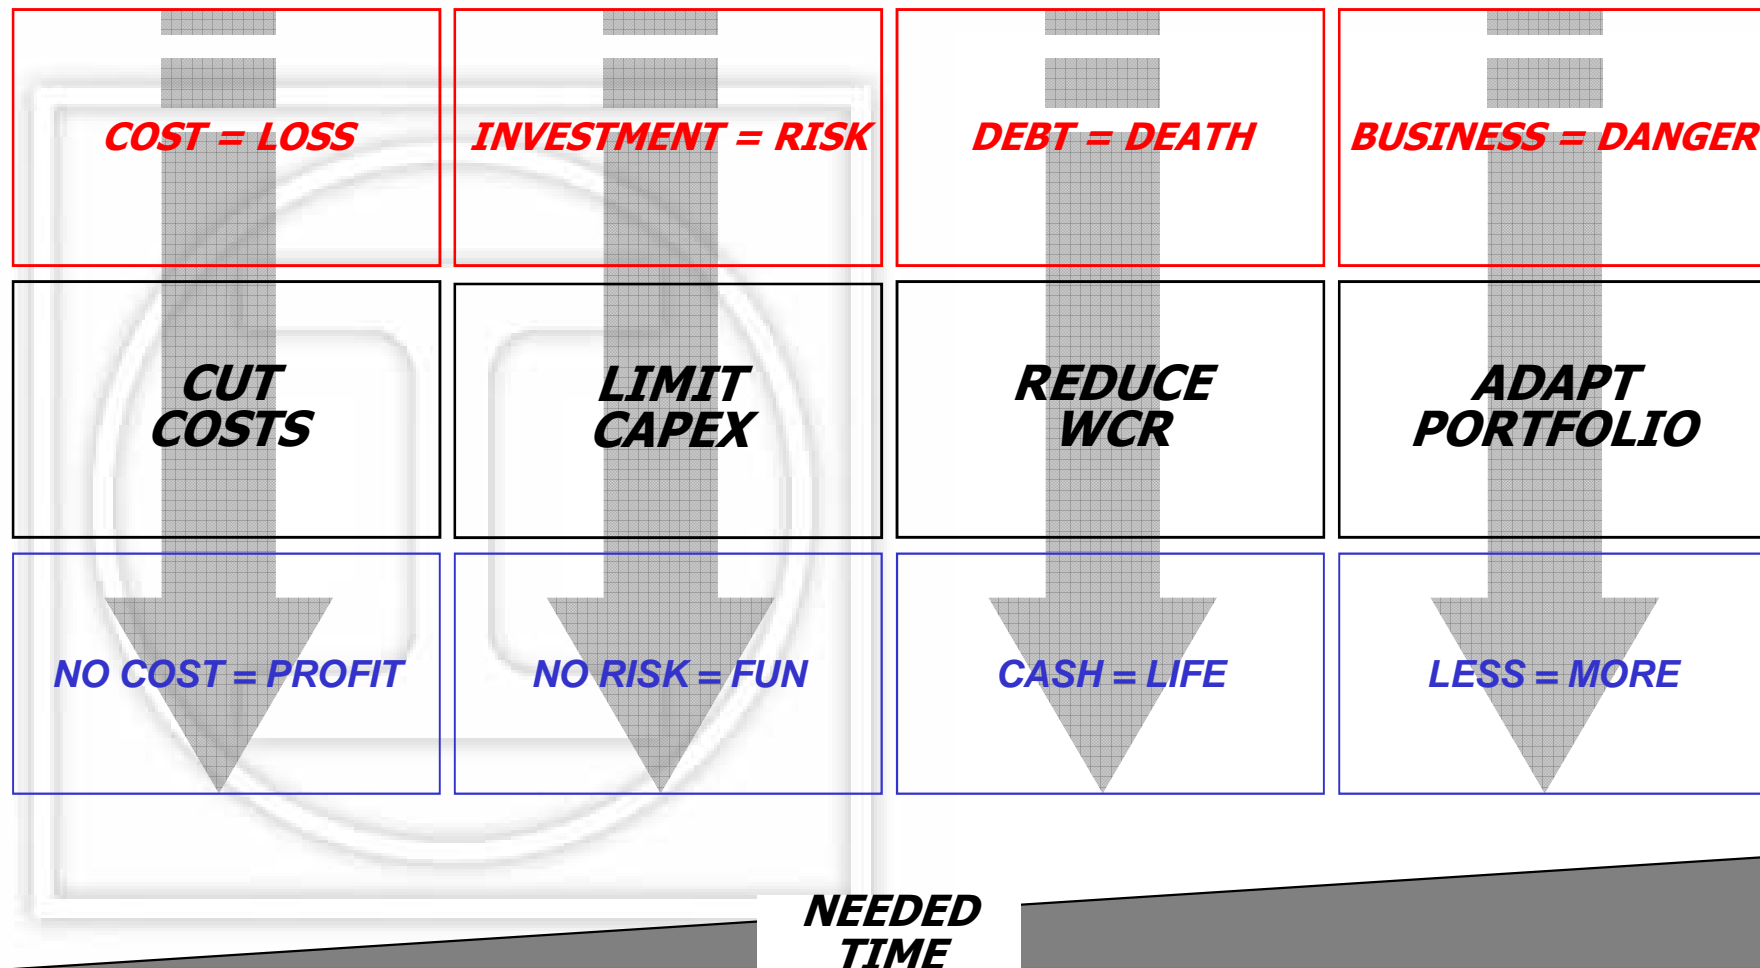 COST = LOSS
INVESTMENT = RISK
DEBT = DEATH
BUSINESS = DANGER
CUT
COSTS
LIMIT
CAPEX
REDUCE
WCR
ADAPT
PORTFOLIO
NO COST = PROFIT
NO RISK = FUN
CASH = LIFE
LESS = MORE
NEEDED
TIME